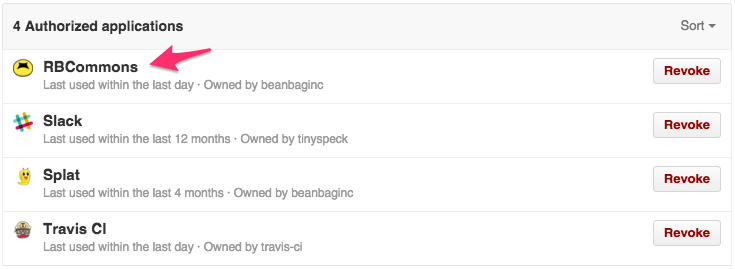 4 Authorized applications
Sort
RBCommons
Last used within the last day · Owned by beanbaginc
Revoke
Slack
Last used within the last 12 months · Owned by tinyspeck
Revoke
Splat
Last used within the last 4 months · Owned by beanbaginc
Revoke
Travis CI
Last used within the last day · Owned by travis-ci
Revoke